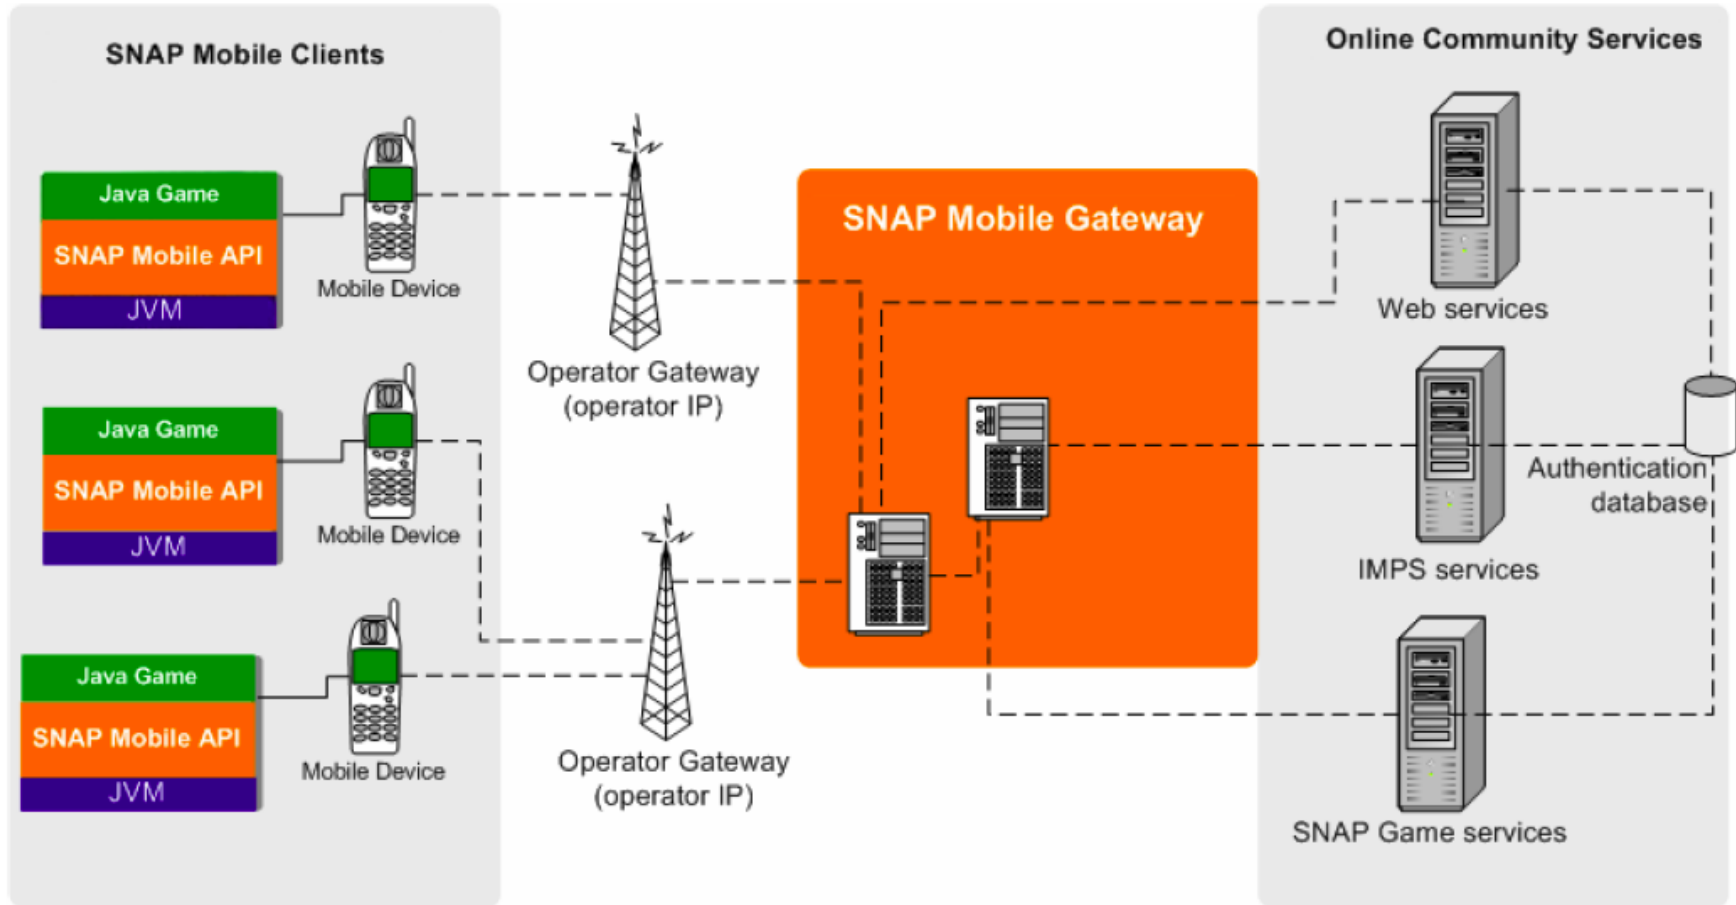 SNAP Mobile Clients
Java Game
SNAP Mobile API
JVM
Mobile Device
Java Game
SNAP Mobile API
JVM
Mobile Device
Java Game
SNAP Mobile API
JVM
Mobile Device
Operator Gateway
(operator IP)
Operator Gateway
(operator IP)
SNAP Mobile Gateway
Online Community Services
Web services
IMPS services
Authentication
database
SNAP Game services